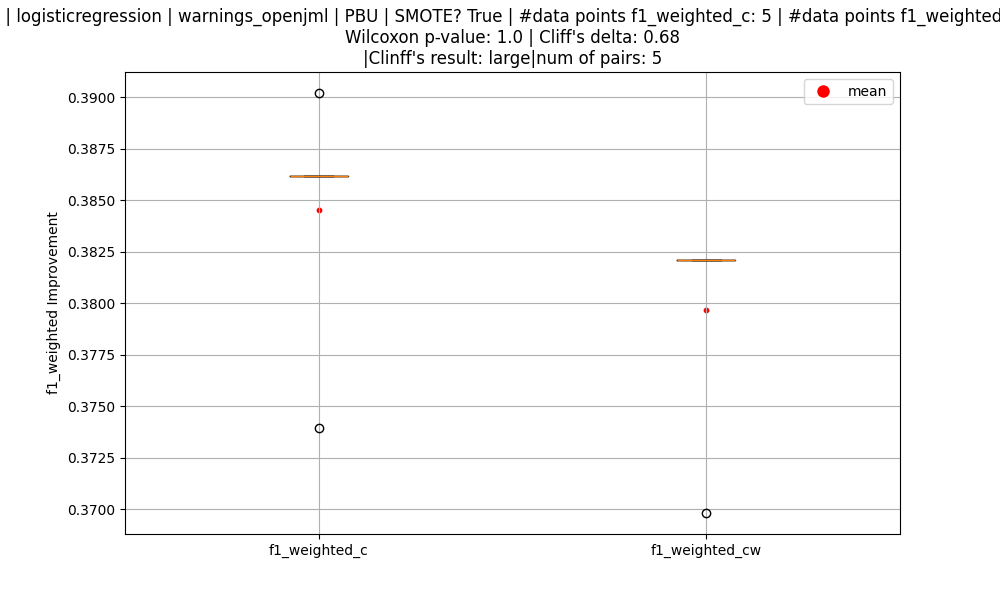 | logisticregression | warnings_openjml | PBU | SMOTE? True | #data points f1_weighted_c: 5 | #data points f1_weighted
Wilcoxon p-value: 1.0 | Cliff's delta: 0.68
|Clinff's result: large|num of pairs: 5
mean
0.3900
0.3875
0.3850
0.3825
0.3800
0.3775
0.3750
0.3725
0.3700
f1_weighted Improvement
f1_weighted_c
f1_weighted_cw